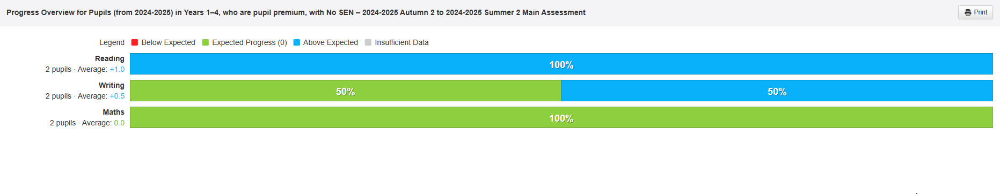 Progress Overview for Pupils (from 2024-2025) in Years 1–4, who are pupil premium, with No SEN – 2024-2025 Autumn 2 to 2024-2025 Summer 2 Main Assessment
Print
Legend Below Expected Expected Progress (0) Above Expected Insufficient Data
Reading
2 pupils · Average: +1.0
100%
Writing
2 pupils · Average: +0.5
50% 50%
Maths
2 pupils · Average: 0.0
100%